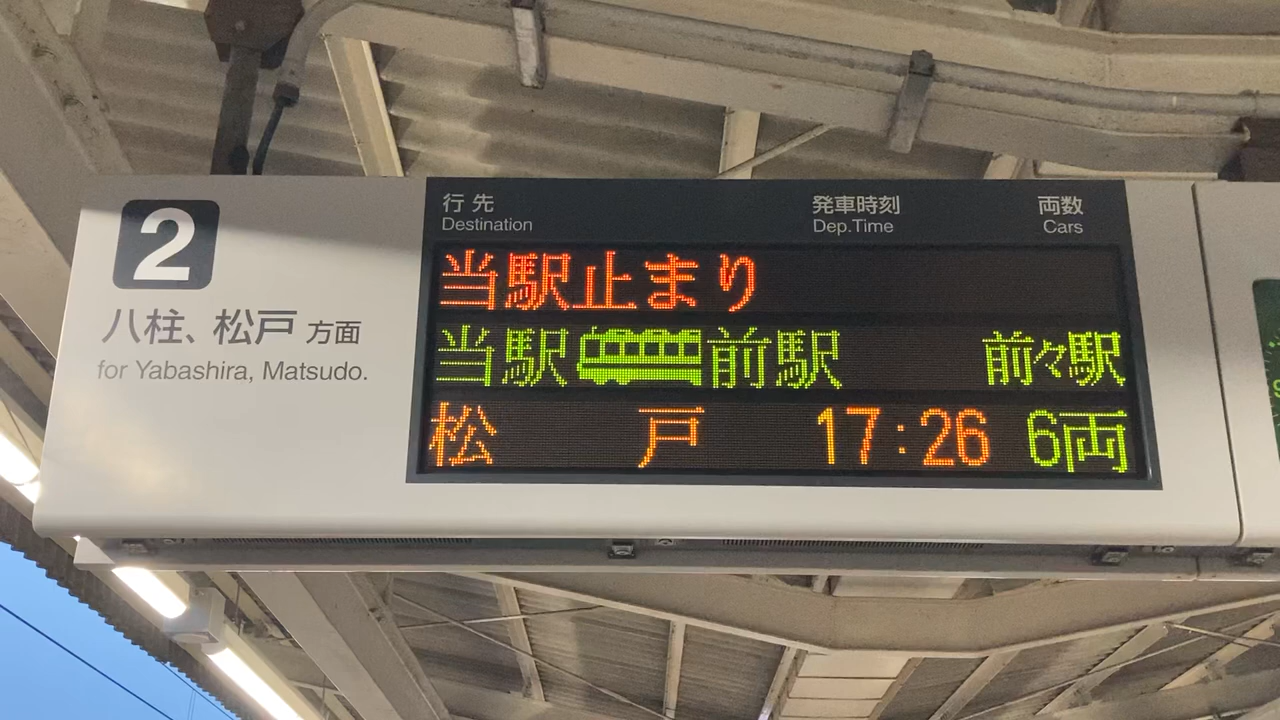 2
八柱、松戸 方面
for Yabashira, Matsudo.
行先 発車時刻 両数
Destination Dep.Time Cars
当駅止まり
当駅 前駅 前々駅
松戸 17:26 6両